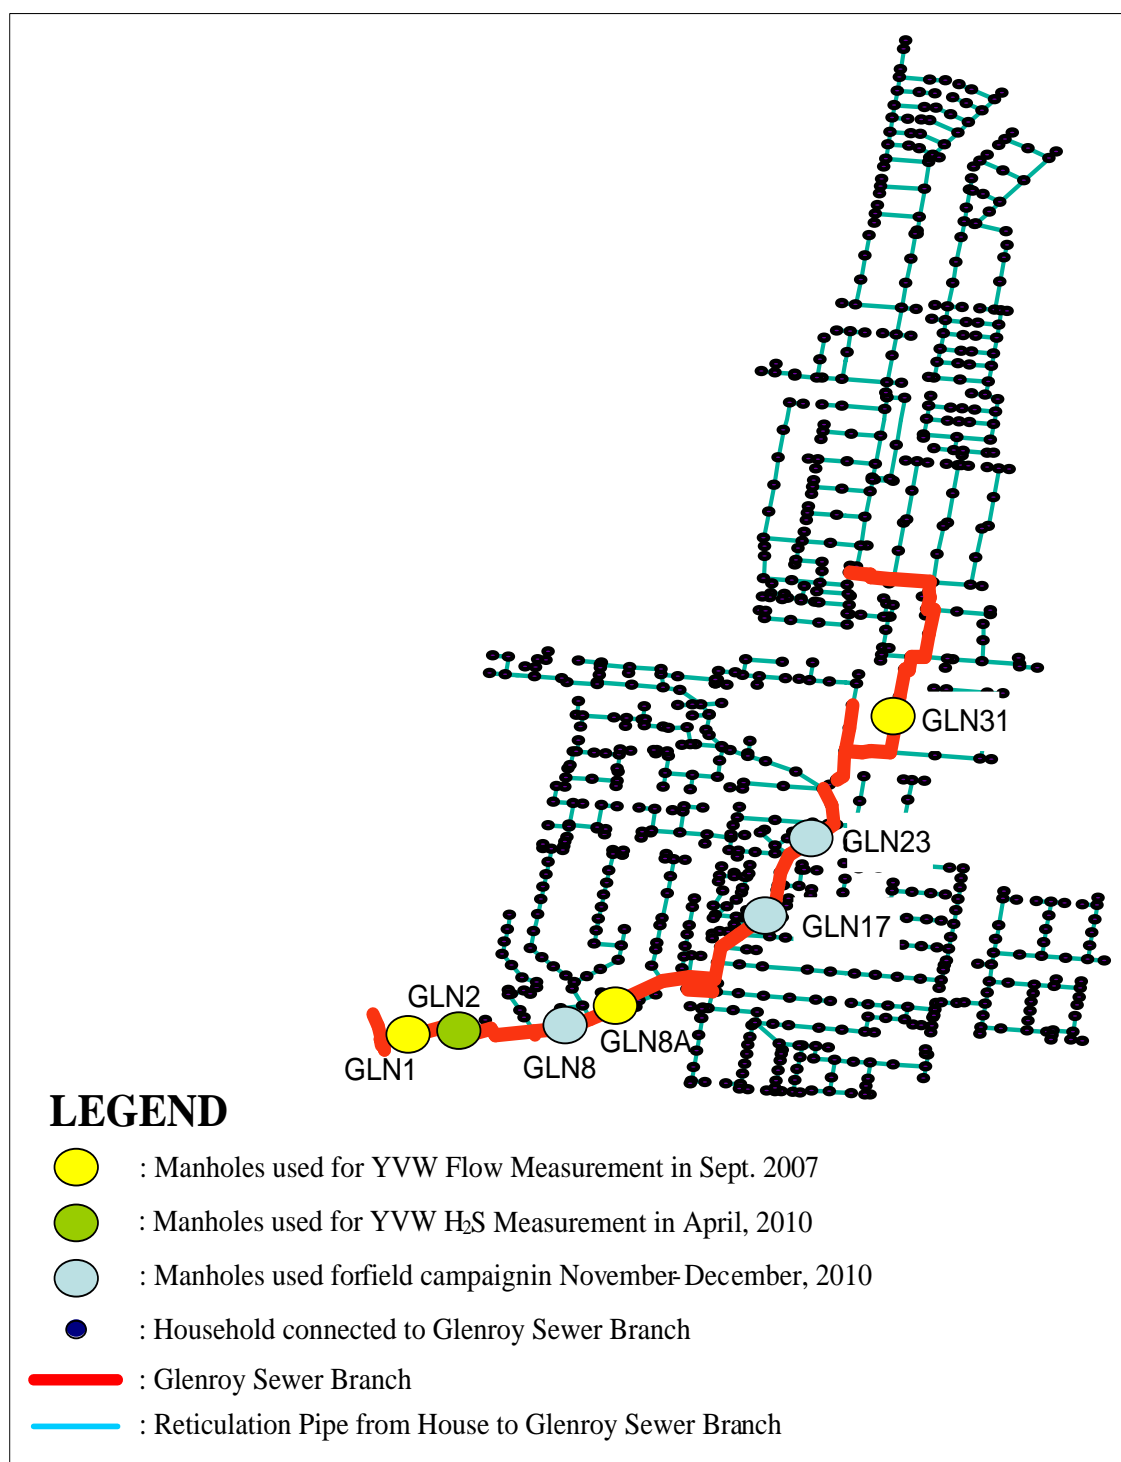 GLN31
GLN23
GLN17
GLN2
GLN8A
GLN8
GLN1
LEGEND
: Manholes used for YVW Flow Measurement in Sept. 2007
: Manholes used for YVW H₂S Measurement in April, 2010
: Manholes used forfield campaignin November-December, 2010
: Household connected to Glenroy Sewer Branch
: Glenroy Sewer Branch
: Reticulation Pipe from House to Glenroy Sewer Branch